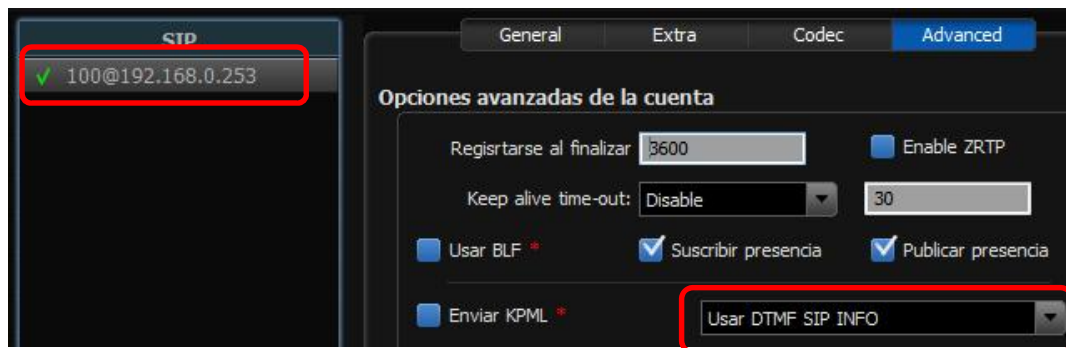 SIP
100@192.168.0.253
General Extra Codec Advanced
Opciones avanzadas de la cuenta
Regisrtarse al finalizar 3600 Enable ZRTP
Keep alive time-out: Disable 30
Usar BLF * Suscribir presencia Publicar presencia
Enviar KPML * Usar DTMF SIP INFO